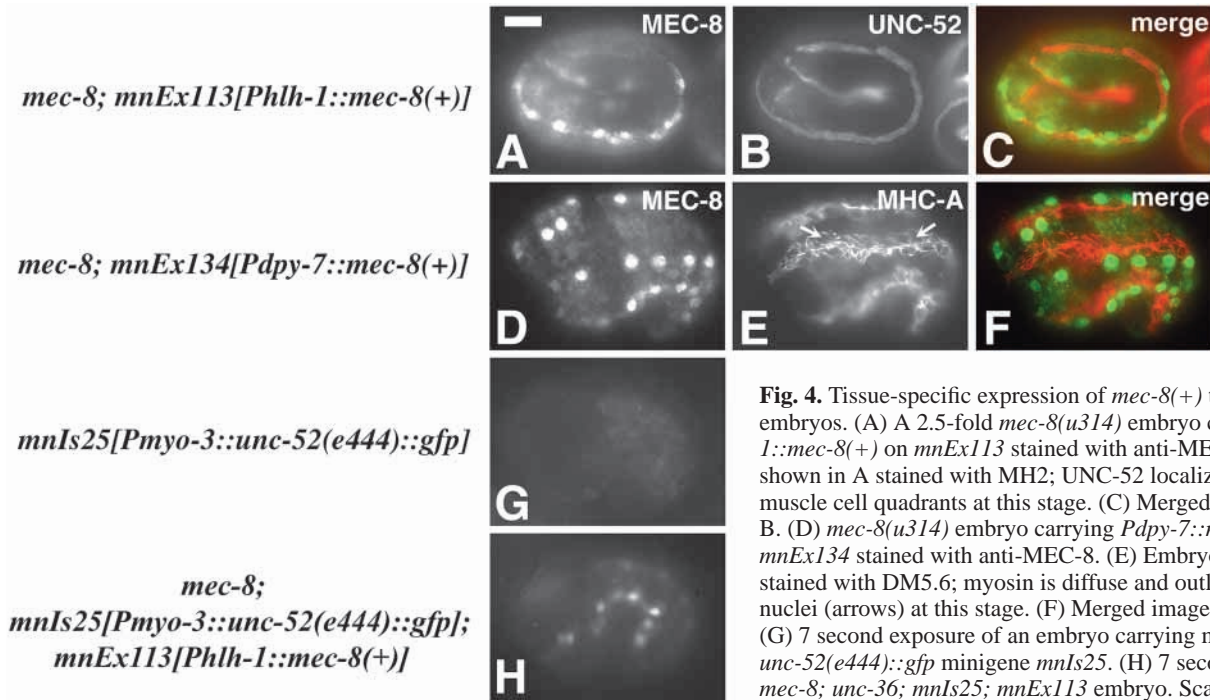 mec-8; mnEx113[Phlh-1::mec-8(+)]
MEC-8
A
UNC-52
B
merge
C
mec-8; mnEx134[Pdpy-7::mec-8(+)]
MEC-8
D
MHC-A
E
merge
F
mnIs25[Pmyo-3::unc-52(e444)::gfp]
G
mec-8;
mnIs25[Pmyo-3::unc-52(e444)::gfp];
mnEx113[Phlh-1::mec-8(+)]
H
Fig. 4. Tissue-specific expression of mec-8(+)
embryos. (A) A 2.5-fold mec-8(u314) embryo
1::mec-8(+) on mnEx113 stained with anti-ME
shown in A stained with MH2; UNC-52 localiz
muscle cell quadrants at this stage. (C) Merged
B. (D) mec-8(u314) embryo carrying Pdpy-7::
mnEx134 stained with anti-MEC-8. (E) Embryo
stained with DM5.6; myosin is diffuse and outl
nuclei (arrows) at this stage. (F) Merged image
(G) 7 second exposure of an embryo carrying
unc-52(e444)::gfp minigene mnIs25. (H) 7 seco
mec-8; unc-36; mnIs25; mnEx113 embryo. Sca